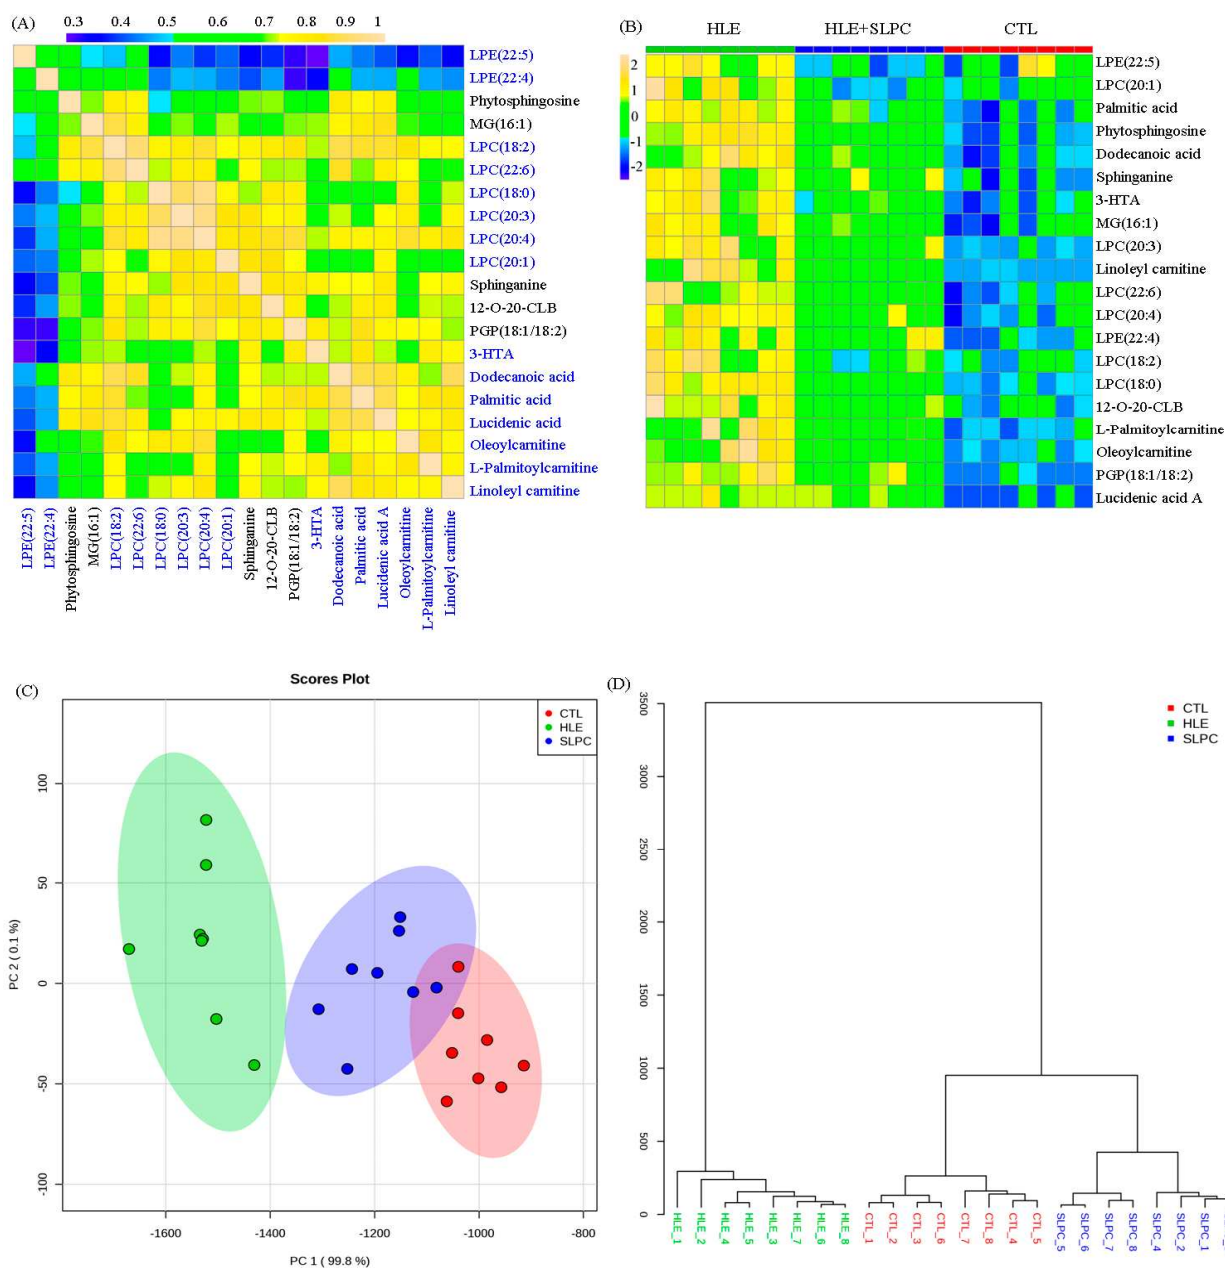 (A)
0.3 0.4 0.5 0.6 0.7 0.8 0.9 1
LPE(22:5)
LPE(22:4)
Phytosphingosine
MG(16:1)
LPC(18:2)
LPC(22:6)
LPC(18:0)
LPC(20:3)
LPC(20:4)
LPC(20:1)
Sphinganine
12-O-20-CLB
PGP(18:1/18:2)
3-HTA
Dodecanoic acid
Palmitic acid
Lucidenic acid
Oleoylcarnitine
L-Palmitoylcarnitine
Linoleyl carnitine
LPE(22:5)
LPE(22:4)
Phytosphingosine
MG(16:1)
LPC(18:2)
LPC(22:6)
LPC(18:0)
LPC(20:3)
LPC(20:4)
LPC(20:1)
Sphinganine
12-O-20-CLB
PGP(18:1/18:2)
3-HTA
Dodecanoic acid
Palmitic acid
Lucidenic acid A
Oleoylcarnitine
L-Palmitoylcarnitine
Linoleyl carnitine
(B)
HLE HLE+SLPC CTL
2
1
0
-1
-2
LPE(22:5)
LPC(20:1)
Palmitic acid
Phytosphingosine
Dodecanoic acid
Sphinganine
3-HTA
MG(16:1)
LPC(20:3)
Linoleyl carnitine
LPC(22:6)
LPC(20:4)
LPE(22:4)
LPC(18:2)
LPC(18:0)
12-O-20-CLB
L-Palmitoylcarnitine
Oleoylcarnitine
PGP(18:1/18:2)
Lucidenic acid A
(C)
Scores Plot
CTL
HLE
SLPC
PC 2 ( 0.1 %)
100
50
0
-50
-100
-1600 -1400 -1200 -1000 -800
PC 1 ( 99.8 %)
(D)
CTL
HLE
SLPC
3500
3000
2500
2000
1500
1000
500
0
HLE_1
HLE_2
HLE_4
HLE_5
HLE_3
HLE_7
HLE_6
HLE_8
CTL_1
CTL_2
CTL_3
CTL_6
CTL_7
CTL_8
CTL_4
CTL_5
SLPC_5
SLPC_6
SLPC_7
SLPC_8
SLPC_4
SLPC_2
SLPC_1